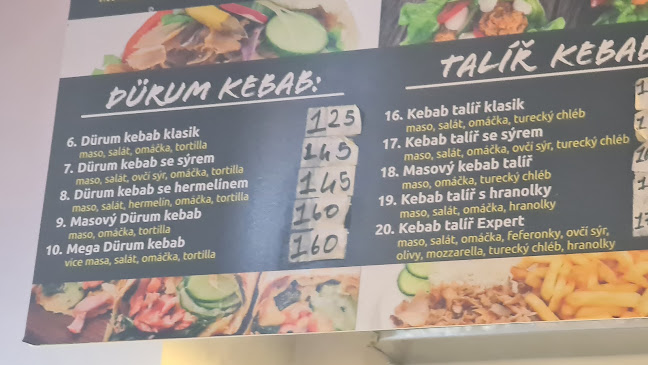 DÜRUM KEBAB:
6. Dürum kebab klasik 125
maso, salát, omáčka, tortilla
7. Dürum kebab se sýrem 145
maso, salát, ovčí sýr, omáčka, tortilla
8. Dürum kebab se hermelínem 145
maso, salát, hermelín, omáčka, tortilla
9. Masový Dürum kebab 160
maso, omáčka, tortilla
10. Mega Dürum kebab 160
více masa, salát, omáčka, tortilla
TALÍŘ KEBAB
16. Kebab talíř klasik
maso, salát, omáčka, turecký chléb
17. Kebab talíř se sýrem
maso, salát, omáčka, ovčí sýr, turecký chléb
18. Masový kebab talíř
maso, omáčka, turecký chléb
19. Kebab talíř s hranolky
maso, salát, omáčka, hranolky
20. Kebab talíř Expert
maso, salát, omáčka, feferonky, ovčí sýr,
olivy, mozzarella, turecký chléb, hranolky